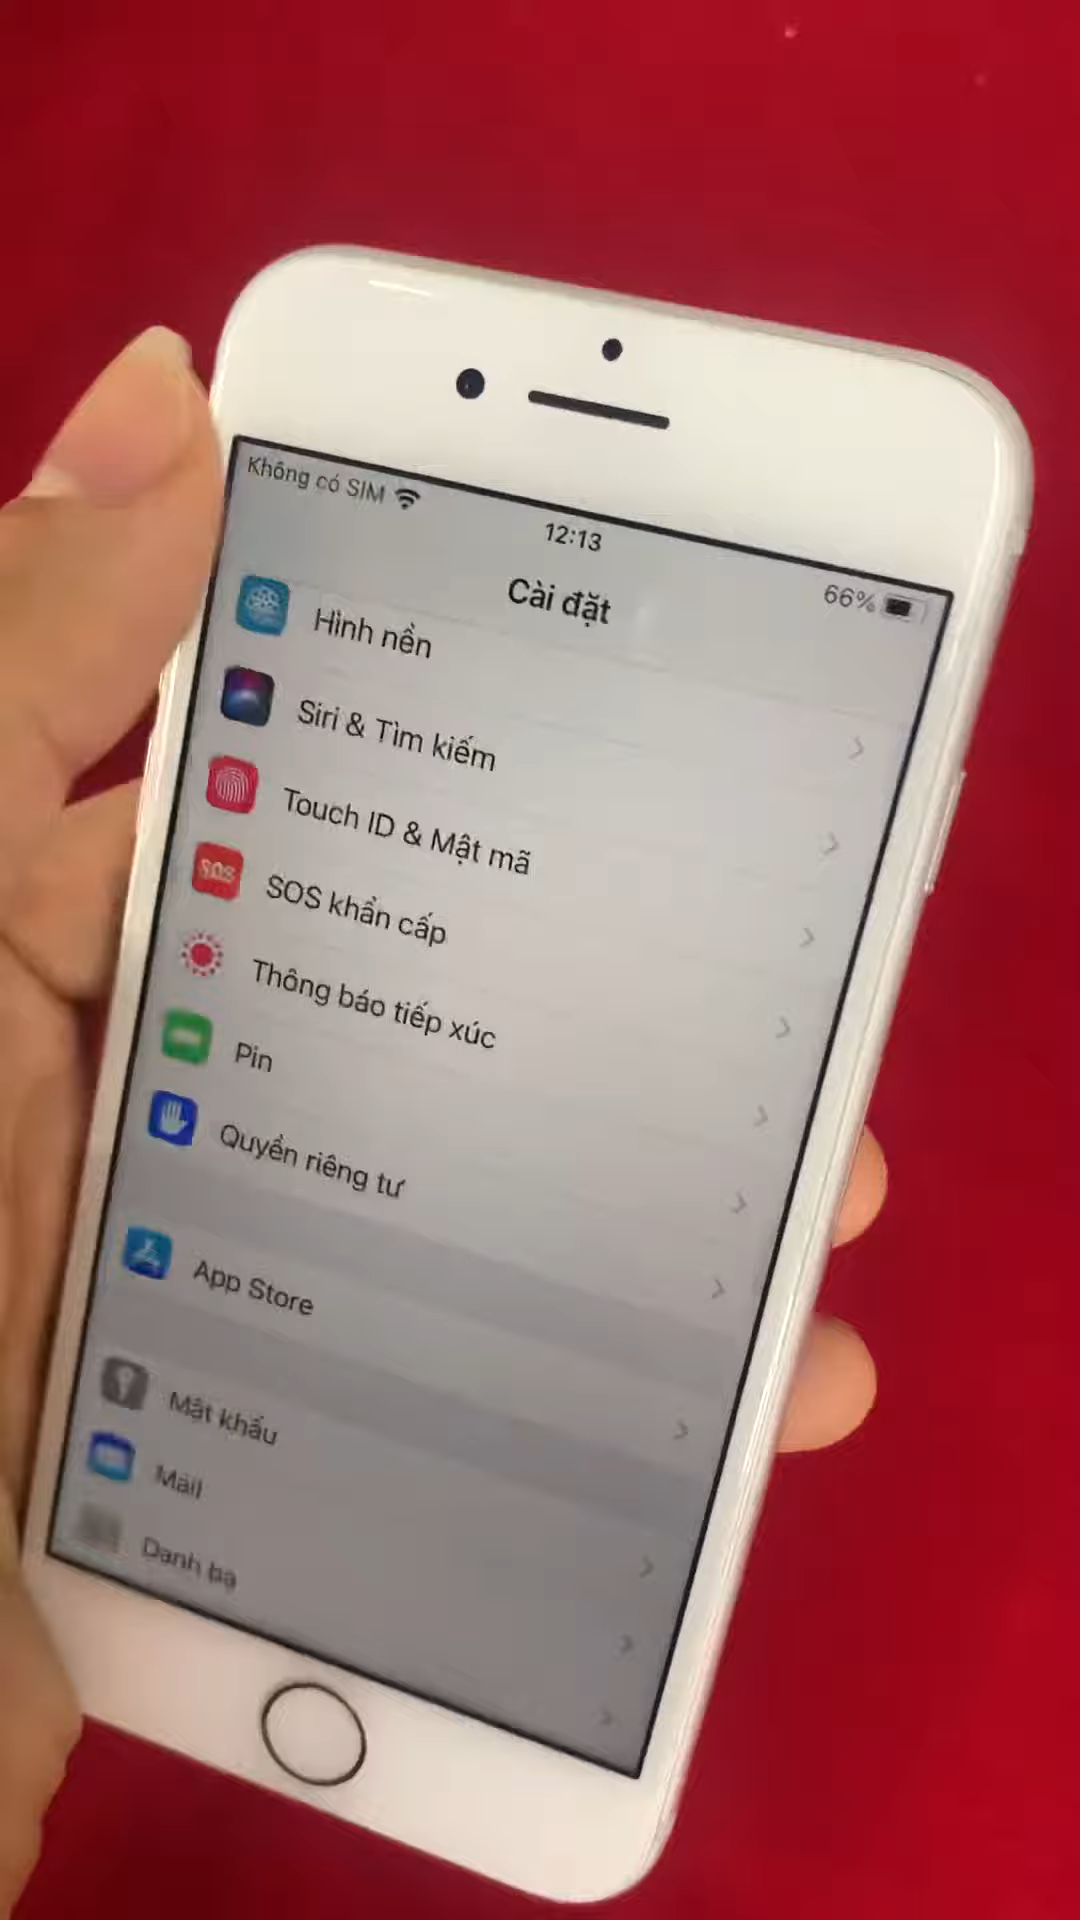 Không có SIM
12:13
66%
Cài đặt
Hình nền
Siri & Tìm kiếm
Touch ID & Mật mã
SOS
SOS khẩn cấp
Thông báo tiếp xúc
Pin
Quyền riêng tư
App Store
Mật khẩu
Mail
Danh bạ